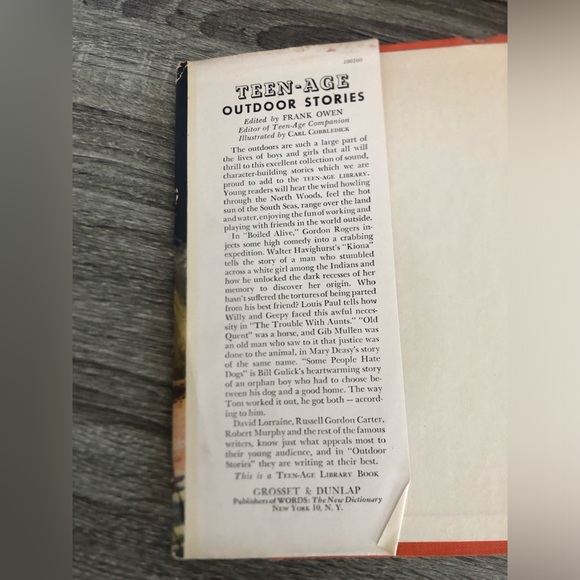 TEEN-AGE
OUTDOOR STORIES
Edited by FRANK OWEN
Editor of Teen-Age Companion
Illustrated by CARL COBBLEDICK
The outdoors are such a large part of
the lives of boys and girls that all will
thrill to this excellent collection of sound,
character-building stories which we are
proud to add to the TEEN-AGE LIBRARY.
Young readers will hear the wind howling
through the North Woods, feel the hot
sun of the South Seas, range over the land
and water, enjoying the fun of working and
playing with friends in the world outside.
In "Boiled Alive," Gordon Rogers in-
jects some high comedy into a crabbing
expedition. Walter Havighurst's "Kiona"
tells the story of a man who stumbled
across a white girl among the Indians and
how he unlocked the dark recesses of her
memory to discover her origin. Who
hasn't suffered the tortures of being parted
from his best friend? Louis Paul tells how
Willy and Geepy faced this awful neces-
sity in "The Trouble With Aunts." "Old
Quent" was a horse, and Gib Mullen was
an old man who saw to it that justice was
done to the animal, in Mary Deasy's story
of the same name. "Some People Hate
Dogs" is Bill Gulick's heartwarming story
of an orphan boy who had to choose be-
tween his dog and a good home. The way
Tom worked it out, he got both — accord-
ing to him.
David Lorraine, Russell Gordon Carter,
Robert Murphy and the rest of the famous
writers, know just what appeals most to
their young audience, and in "Outdoor
Stories" they are writing at their best.
This is a TEEN-AGE LIBRARY BOOK
GROSSET & DUNLAP
Publishers of WORDS: The New Dictionary
NEW YORK 10, N. Y.